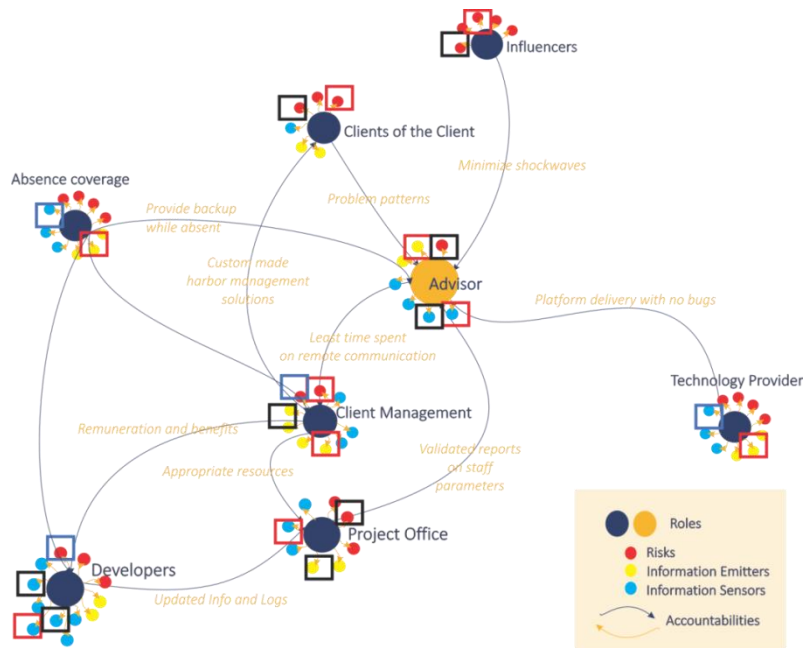 Influencers
Clients of the Client
Minimize shockwaves
Absence coverage
Problem patterns
Provide backup
while absent
Custom made
harbor management
solutions
Advisor
Platform delivery with no bugs
Least time spent
on remote communication
Technology Provider
Client Management
Remuneration and benefits
Validated reports
on staff
parameters
Appropriate resources
Project Office
Developers
Updated Info and Logs
Roles
Risks
Information Emitters
Information Sensors
Accountabilities